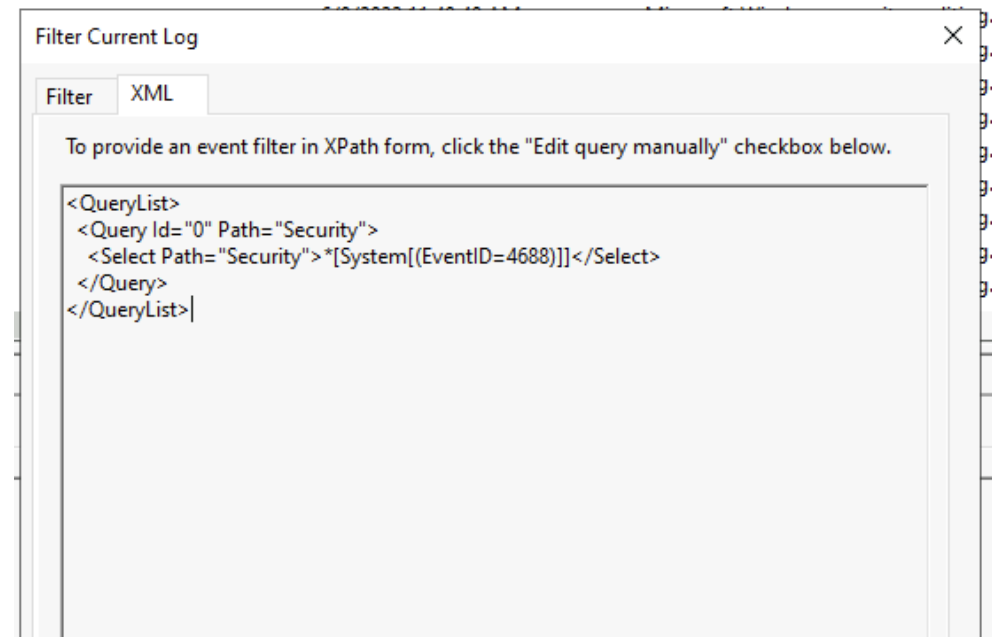 Filter Current Log
Filter XML
To provide an event filter in XPath form, click the "Edit query manually" checkbox below.
<QueryList>
 <Query Id="0" Path="Security">
  <Select Path="Security">*[System[(EventID=4688)]]</Select>
 </Query>
</QueryList>